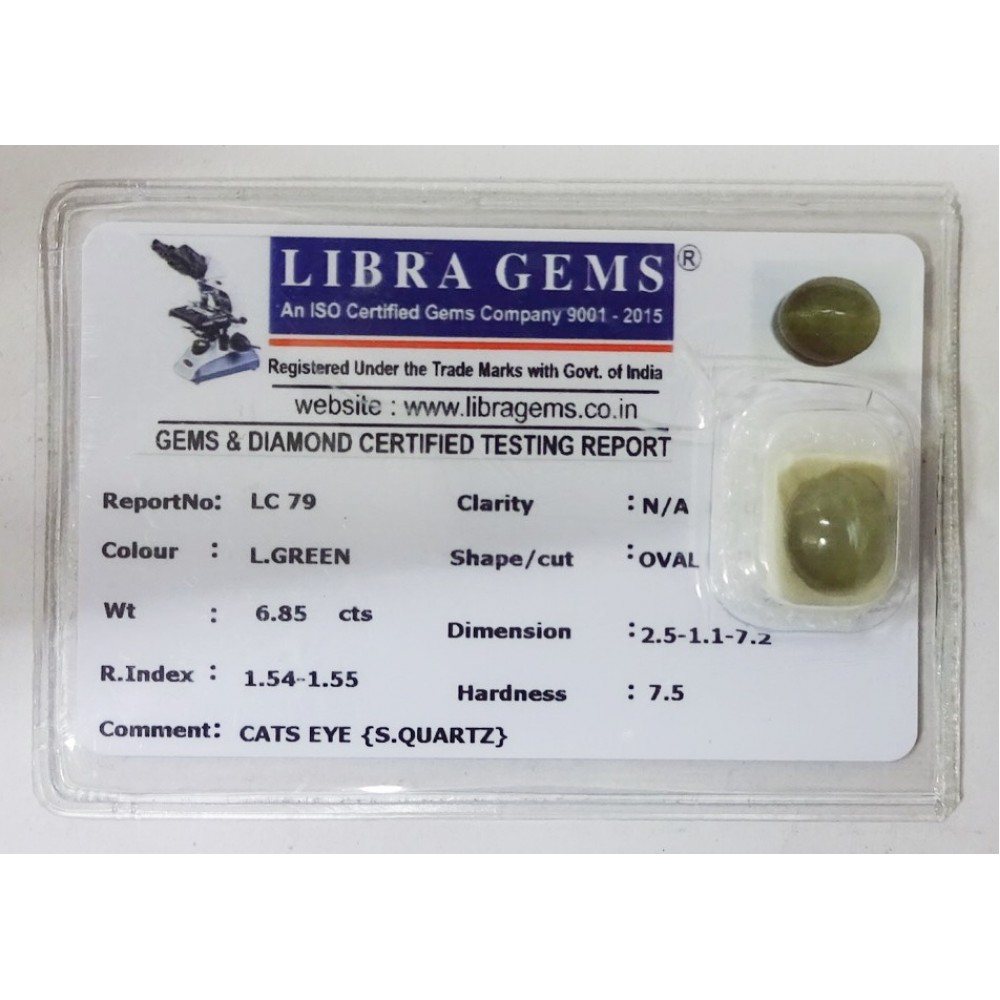 LIBRA GEMS ®
An ISO Certified Gems Company 9001 - 2015
Registered Under the Trade Marks with Govt. of India
website : www.libragems.co.in
GEMS & DIAMOND CERTIFIED TESTING REPORT
ReportNo: LC 79 Clarity : N/A
Colour : L.GREEN Shape/cut : OVAL
Wt : 6.85 cts Dimension : 2.5-1.1-7.2
R.Index : 1.54-1.55 Hardness : 7.5
Comment: CATS EYE {S.QUARTZ}